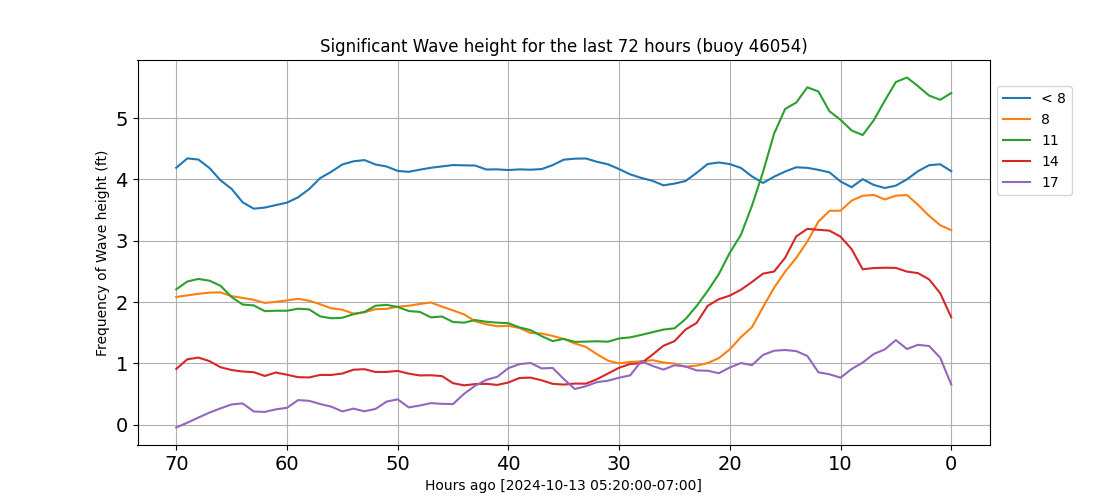 Significant Wave height for the last 72 hours (buoy 46054)
Frequency of Wave height (ft)
5
4
3
2
1
0
70 60 50 40 30 20 10 0
Hours ago [2024-10-13 05:20:00-07:00]
< 8
8
11
14
17